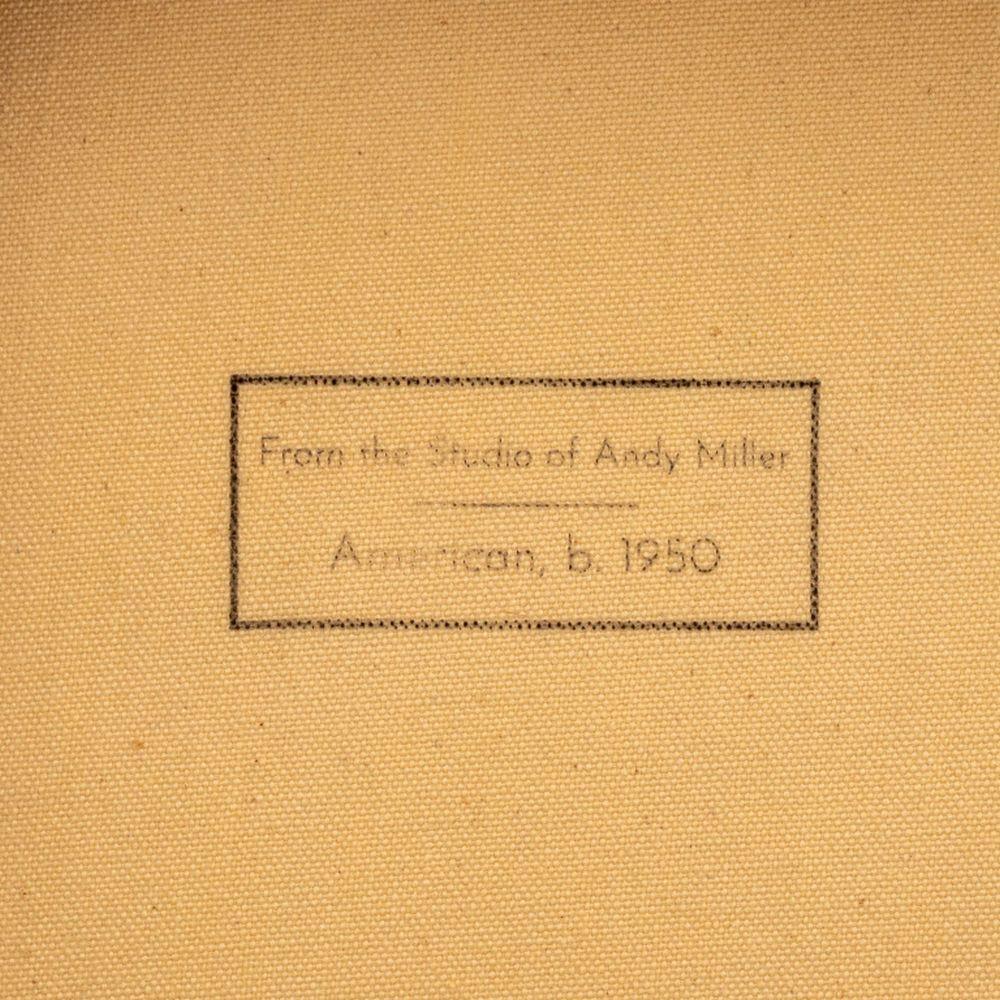 From the Studio of Andy Miller
American, b. 1950